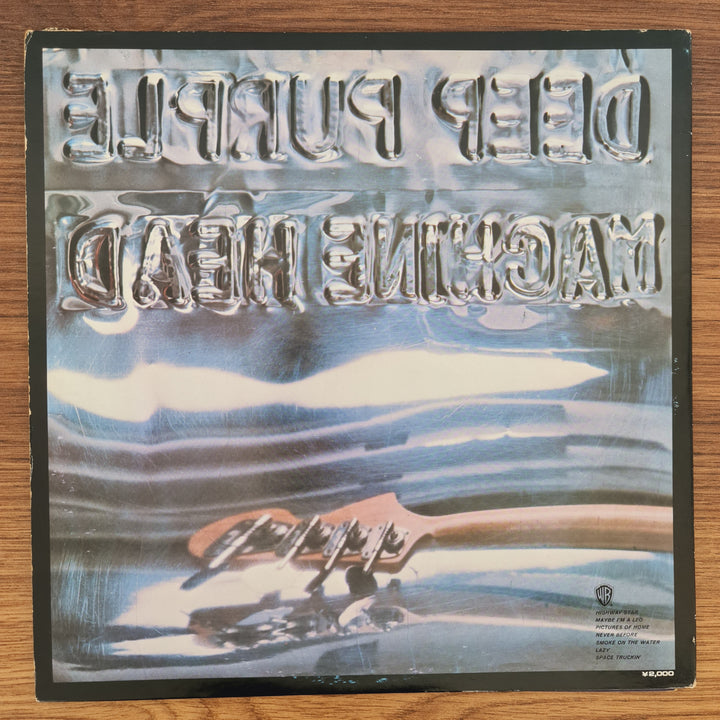 DEEP PURPLE
MACHINE HEAD
WB
HIGHWAY STAR
MAYBE I'M A LEO
PICTURES OF HOME
NEVER BEFORE
SMOKE ON THE WATER
LAZY
SPACE TRUCKIN'
¥2,000